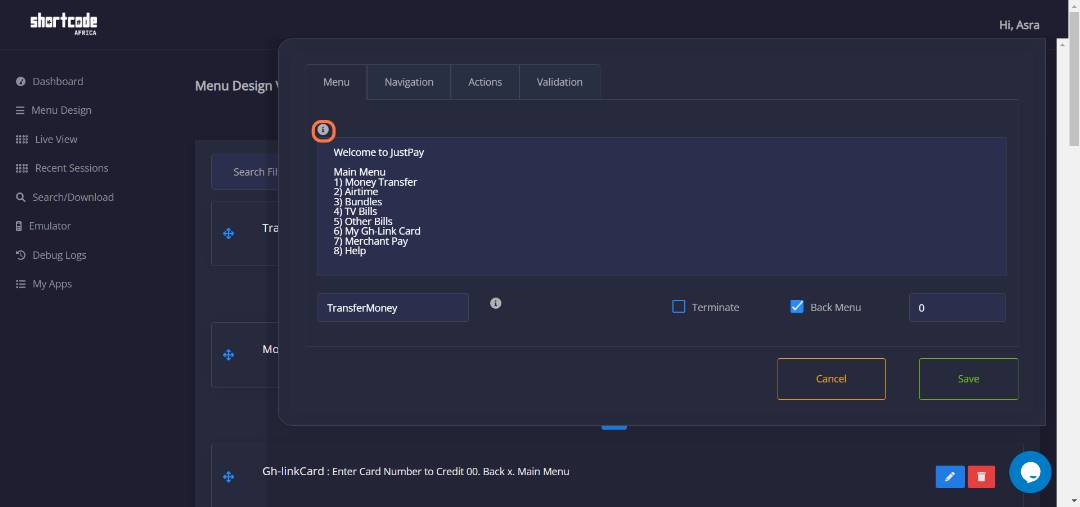 shortcode
AFRICA
Hi, Asra
Dashboard
Menu Design
Live View
Recent Sessions
Search/Download
Emulator
Debug Logs
My Apps
Menu Design
Search Fil
Tra
Mo
Menu
Navigation
Actions
Validation
Welcome to JustPay
Main Menu
1) Money Transfer
2) Airtime
3) Bundles
4) TV Bills
5) Other Bills
6) My Gh-Link Card
7) Merchant Pay
8) Help
TransferMoney
Terminate
Back Menu
0
Cancel
Save
Gh-linkCard : Enter Card Number to Credit 00. Back x. Main Menu